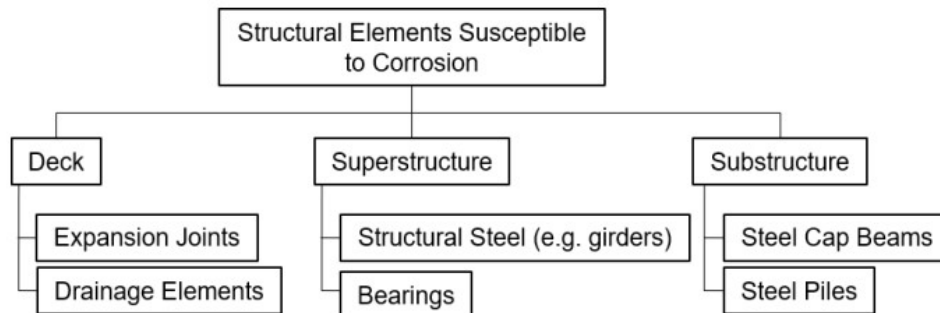 Structural Elements Susceptible
to Corrosion
Deck
Superstructure
Substructure
Expansion Joints
Structural Steel (e.g. girders)
Steel Cap Beams
Drainage Elements
Bearings
Steel Piles